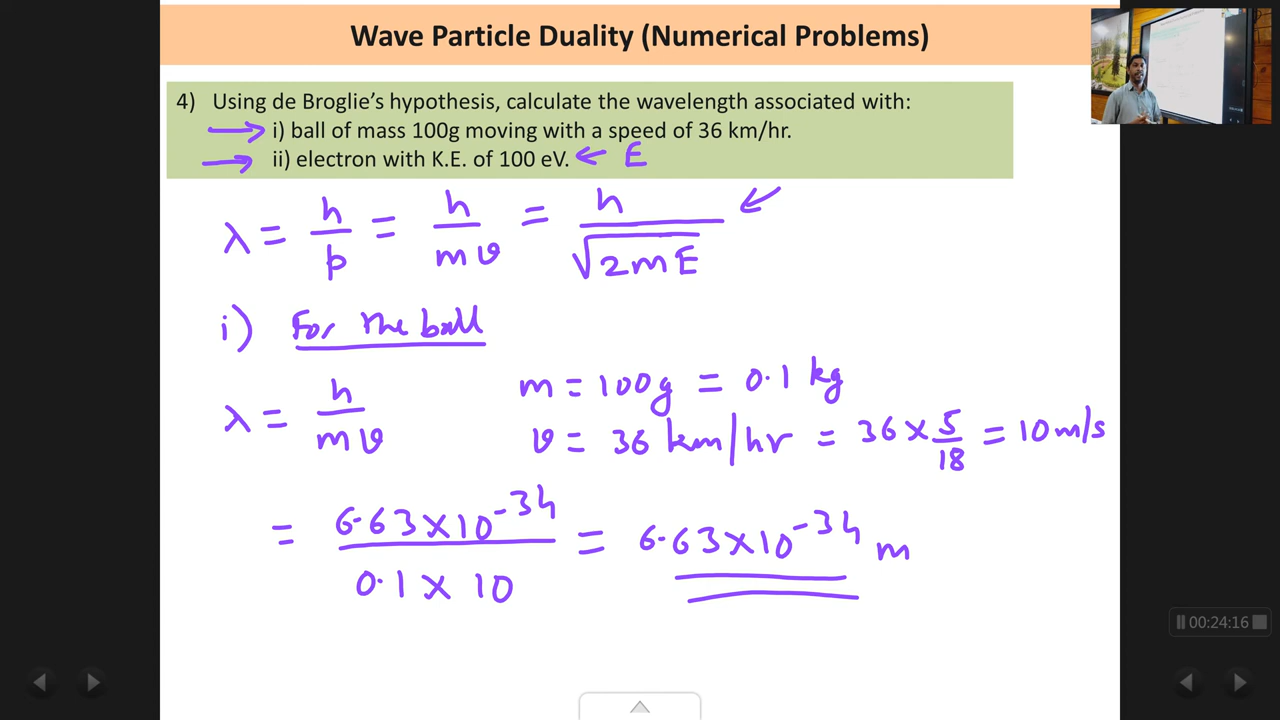 Wave Particle Duality (Numerical Problems)
4) Using de Broglie's hypothesis, calculate the wavelength associated with:
→ i) ball of mass 100g moving with a speed of 36 km/hr.
→ ii) electron with K.E. of 100 eV. ← E
λ = h/p = h/mv = h/√2mE ↙
i) For the ball
λ = h/mv
m = 100g = 0.1 kg
v = 36 km/hr = 36 × 5/18 = 10 m/s
= 6.63×10⁻³⁴/0.1 × 10 = 6.63×10⁻³⁴ m
00:24:16